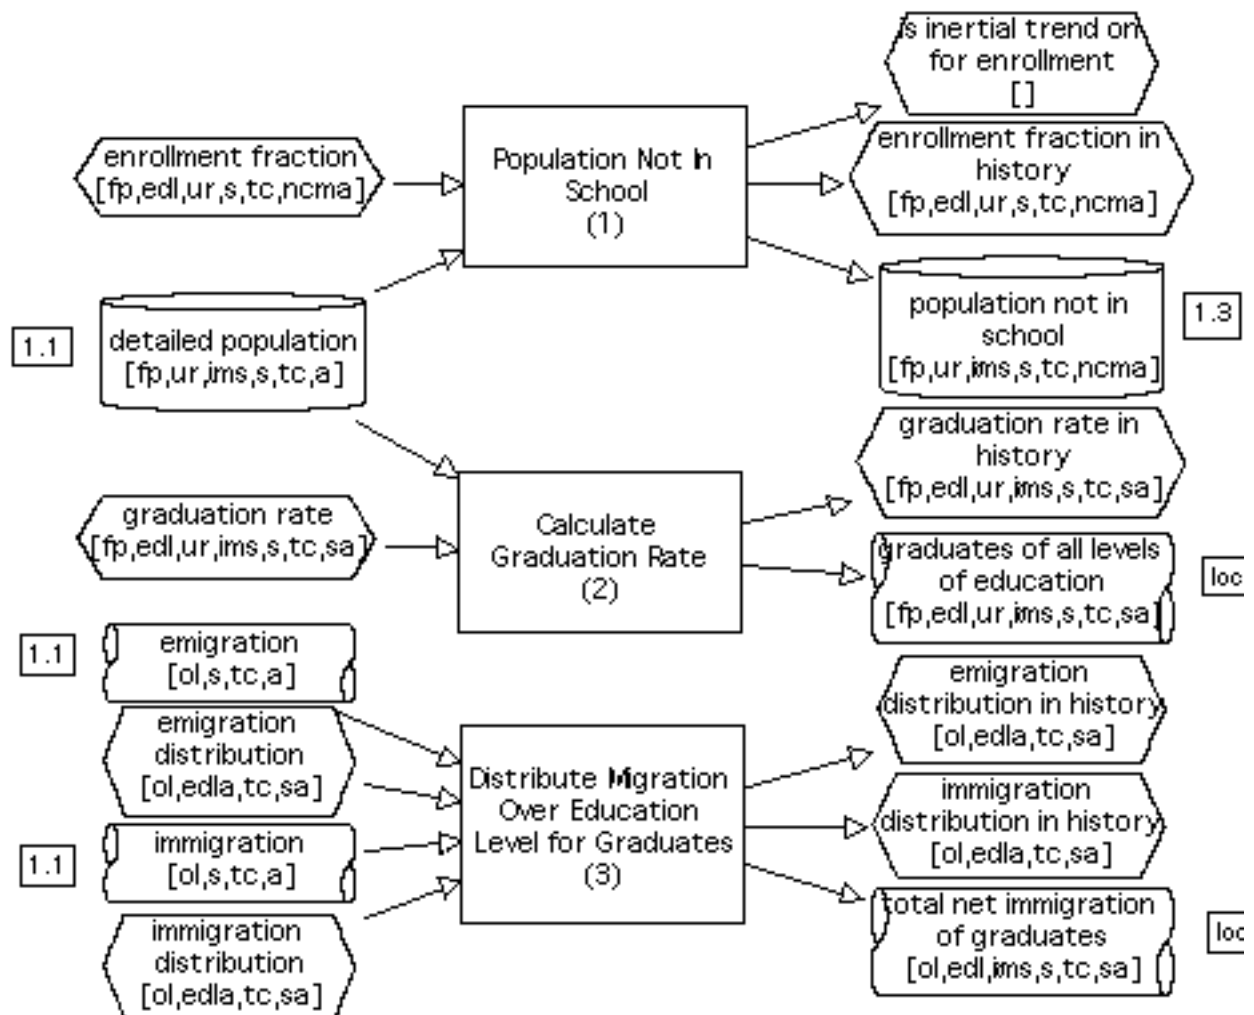 s inertial trend on
for enrollment
[]
enrollment fraction
[fp,edl,ur,s,tc,ncma]
Population Not In
School
(1)
enrollment fraction in
history
[fp,edl,ur,s,tc,ncma]
1.1
detailed population
[fp,ur,ims,s,tc,a]
population not in
school
[fp,ur,ims,s,tc,ncma]
1.3
graduation rate
[fp,edl,ur,ims,s,tc,sa]
Calculate
Graduation Rate
(2)
graduation rate in
history
[fp,edl,ur,ims,s,tc,sa]
graduates of all levels
of education
[fp,edl,ur,ims,s,tc,sa]
loc
1.1
emigration
[ol,s,tc,a]
emigration
distribution
[ol,edla,tc,sa]
1.1
immigration
[ol,s,tc,a]
immigration
distribution
[ol,edla,tc,sa]
Distribute Migration
Over Education
Level for Graduates
(3)
emigration
distribution in history
[ol,edla,tc,sa]
immigration
distribution in history
[ol,edla,tc,sa]
total net immigration
of graduates
[ol,edl,ims,s,tc,sa]
loc